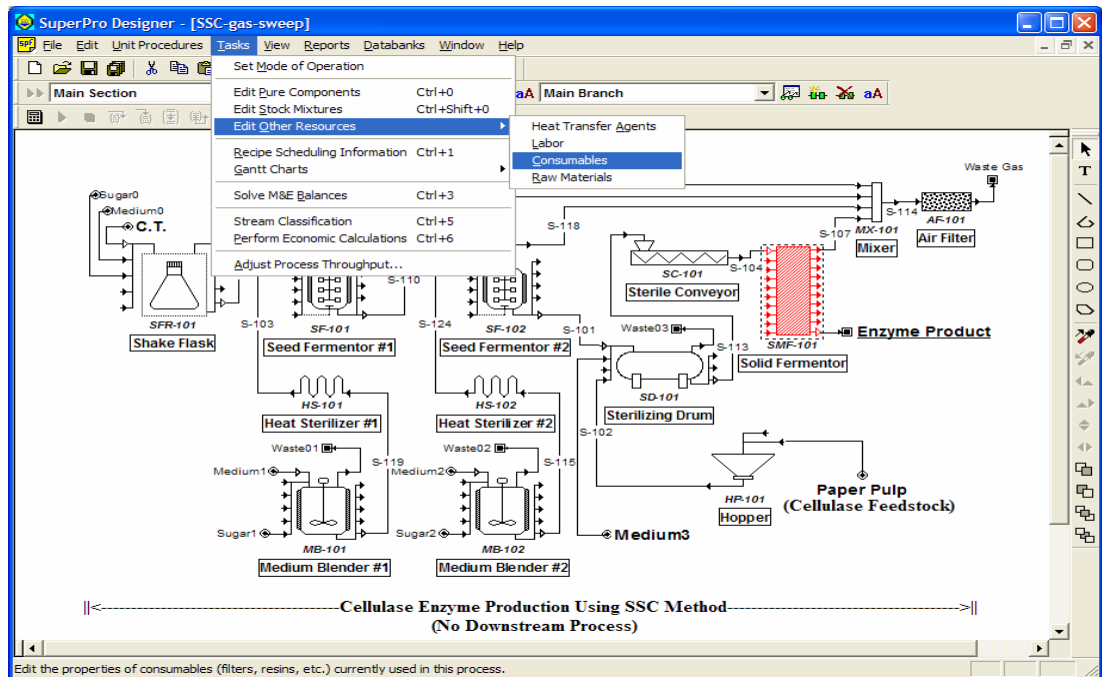 SuperPro Designer - [SSC-gas-sweep]
File Edit Unit Procedures Tasks View Reports Databanks Window Help
Set Mode of Operation
Main Section
aA Main Branch
aA
Edit Pure Components Ctrl+0
Edit Stock Mixtures Ctrl+Shift+0
Edit Other Resources
Recipe Scheduling Information Ctrl+1
Gantt Charts
Solve M&E Balances Ctrl+3
Stream Classification Ctrl+5
Perform Economic Calculations Ctrl+6
Adjust Process Throughput...
Heat Transfer Agents
Labor
Consumables
Raw Materials
T
Waste Gas
Sugar0
Medium0
C.T.
S-114
AF-101
S-118
S-107
MX-101
Air Filter
Mixer
S-110
SC-101
S-104
Sterile Conveyor
SFR-101
S-103
SF-101
S-124
SF-102
S-101
Waste03
S-113
SMF-101
Enzyme Product
Shake Flask
Seed Fermentor #1
Seed Fermentor #2
Solid Fermentor
SD-101
Sterilizing Drum
HS-101
HS-102
Heat Sterilizer #1
Heat Sterilizer #2
S-102
Waste01
Waste02
S-119
S-115
Medium1
Medium2
HP-101
Hopper
Paper Pulp
(Cellulase Feedstock)
Sugar1
Sugar2
Medium3
MB-101
MB-102
Medium Blender #1
Medium Blender #2
||<----------------------------------Cellulase Enzyme Production Using SSC Method---------------------------------->||
(No Downstream Process)
Edit the properties of consumables (filters, resins, etc.) currently used in this process.